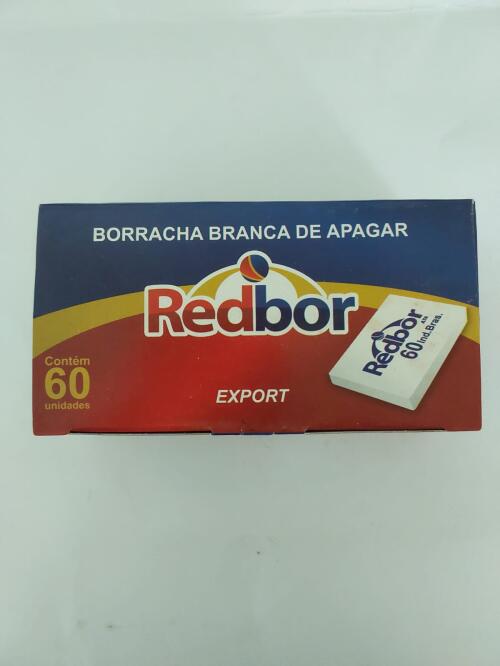 BORRACHA BRANCA DE APAGAR
Redbor
Contém
60
unidades
EXPORT
Redbor
60 Ind.Bras.